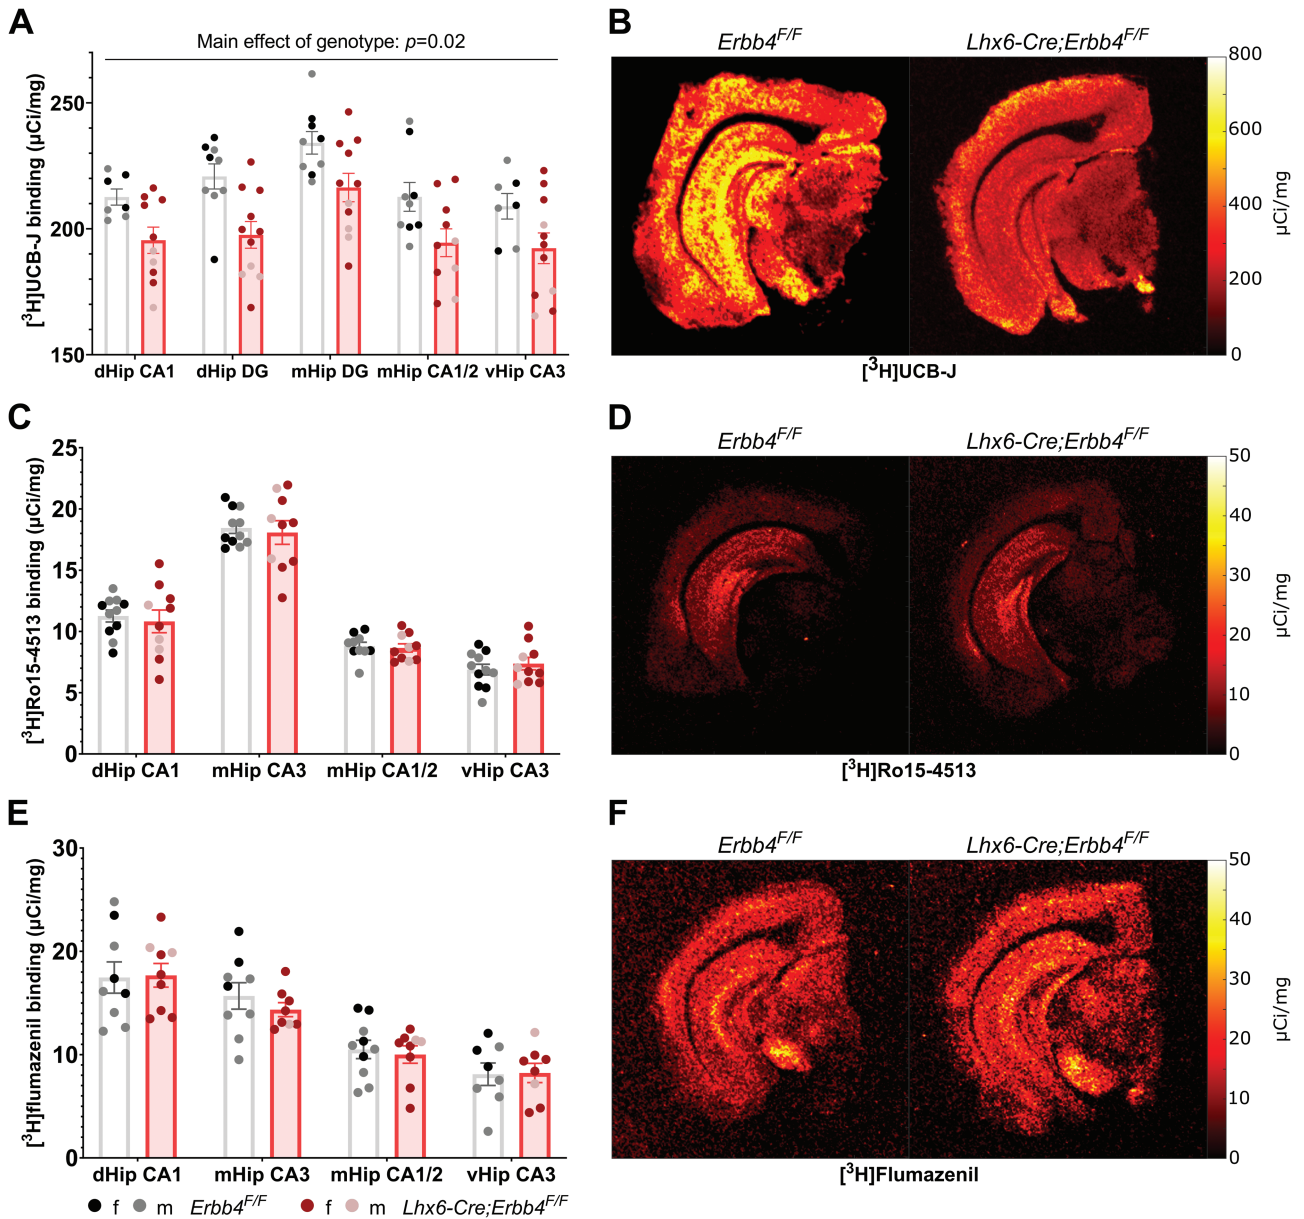 A
Main effect of genotype: p=0.02
[³H]UCB-J binding (µCi/mg)
250
200
150
dHip CA1 dHip DG mHip DG mHip CA1/2 vHip CA3
B
Erbb4F/F Lhx6-Cre;Erbb4F/F
800
600
400
200
0
µCi/mg
[³H]UCB-J
C
[³H]Ro15-4513 binding (µCi/mg)
25
20
15
10
5
0
dHip CA1 mHip CA3 mHip CA1/2 vHip CA3
D
Erbb4F/F Lhx6-Cre;Erbb4F/F
50
40
30
20
10
0
µCi/mg
[³H]Ro15-4513
E
[³H]flumazenil binding (µCi/mg)
30
20
10
0
dHip CA1 mHip CA3 mHip CA1/2 vHip CA3
f m Erbb4F/F f m Lhx6-Cre;Erbb4F/F
F
Erbb4F/F Lhx6-Cre;Erbb4F/F
50
40
30
20
10
0
µCi/mg
[³H]Flumazenil